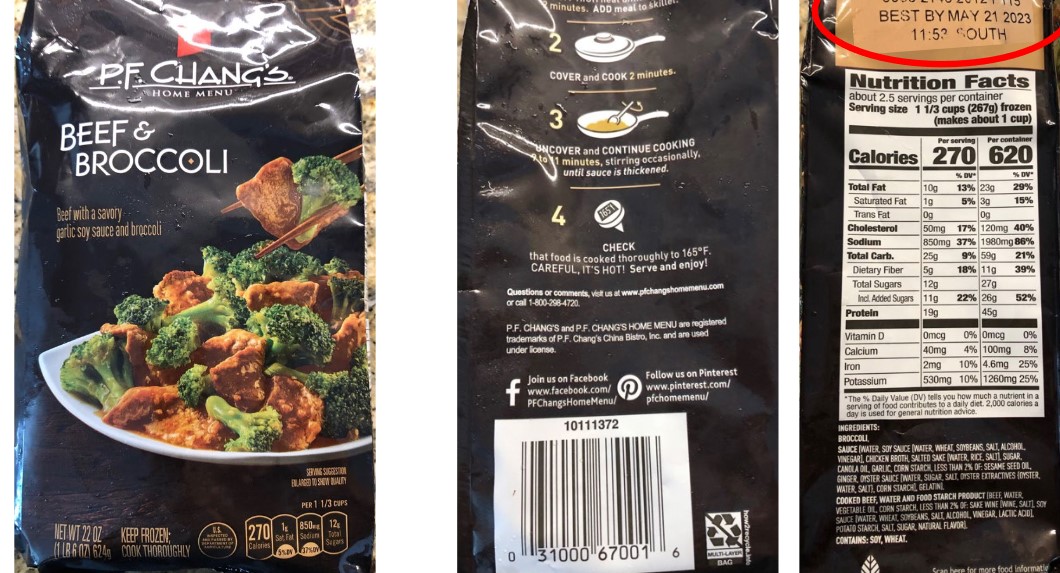 P.F. CHANG'S
HOME MENU
BEEF &
BROCCOLI
Beef with a savory
garlic soy sauce and broccoli
SERVING SUGGESTION
ENLARGED TO SHOW QUALITY
PER 1 1/3 CUPS
NET WT 22 OZ
(1 LB 6 OZ) 624g
KEEP FROZEN;
COOK THOROUGHLY
U.S.
INSPECTED
AND PASSED BY
DEPARTMENT OF
AGRICULTURE
270
Calories
1g
Sat. Fat
5% DV
850mg
Sodium
37% DV
12g
Total
Sugars
minutes. ADD meal to skillet.
2
COVER and COOK 2 minutes.
3
UNCOVER and CONTINUE COOKING
to 11 minutes, stirring occasionally,
until sauce is thickened.
4
165°F
CHECK
that food is cooked thoroughly to 165°F.
CAREFUL, IT'S HOT! Serve and enjoy!
Questions or comments, visit us at www.pfchangshomemenu.com
or call 1-800-298-4720.
P.F. CHANG'S and P.F. CHANG'S HOME MENU are registered
trademarks of P.F. Chang's China Bistro, Inc. and are used
under license.
Join us on Facebook
www.facebook.com/
PFChangsHomeMenu/
Follow us on Pinterest
www.pinterest.com/
pfchomemenu/
10111372
0 31000 67001 6
MULTI-LAYER
BAG
how2recycle.info
BEST BY MAY 21 2023
11:53 SOUTH
Nutrition Facts
about 2.5 servings per container
Serving size 1 1/3 cups (267g) frozen
(makes about 1 cup)
Per serving Per container
Calories 270 620
% DV* % DV*
Total Fat 10g 13% 23g 29%
Saturated Fat 1g 5% 3g 15%
Trans Fat 0g 0g
Cholesterol 50mg 17% 120mg 40%
Sodium 850mg 37% 1980mg 86%
Total Carb. 25g 9% 59g 21%
Dietary Fiber 5g 18% 11g 39%
Total Sugars 12g 27g
Incl. Added Sugars 11g 22% 26g 52%
Protein 19g 45g
Vitamin D 0mcg 0% 0mcg 0%
Calcium 40mg 4% 100mg 8%
Iron 2mg 10% 4.6mg 25%
Potassium 530mg 10% 1260mg 25%
*The % Daily Value (DV) tells you how much a nutrient in a
serving of food contributes to a daily diet. 2,000 calories a
day is used for general nutrition advice.
INGREDIENTS:
BROCCOLI,
SAUCE (WATER, SOY SAUCE [WATER, WHEAT, SOYBEANS, SALT, ALCOHOL,
VINEGAR], CHICKEN BROTH, SALTED SAKE [WATER, RICE, SALT], SUGAR,
CANOLA OIL, GARLIC, CORN STARCH, LESS THAN 2% OF: SESAME SEED OIL,
GINGER, OYSTER SAUCE [WATER, SUGAR, SALT, OYSTER EXTRACTIVES (OYSTER,
WATER, SALT), CORN STARCH], GELATIN),
COOKED BEEF, WATER AND FOOD STARCH PRODUCT (BEEF, WATER,
VEGETABLE OIL, CORN STARCH, LESS THAN 2% OF: SAKE WINE [WINE, SALT], SOY
SAUCE [WATER, WHEAT, SOYBEANS, SALT, ALCOHOL, VINEGAR, LACTIC ACID],
POTATO STARCH, SALT, SUGAR, NATURAL FLAVOR).
CONTAINS: SOY, WHEAT.
Scan here for more food